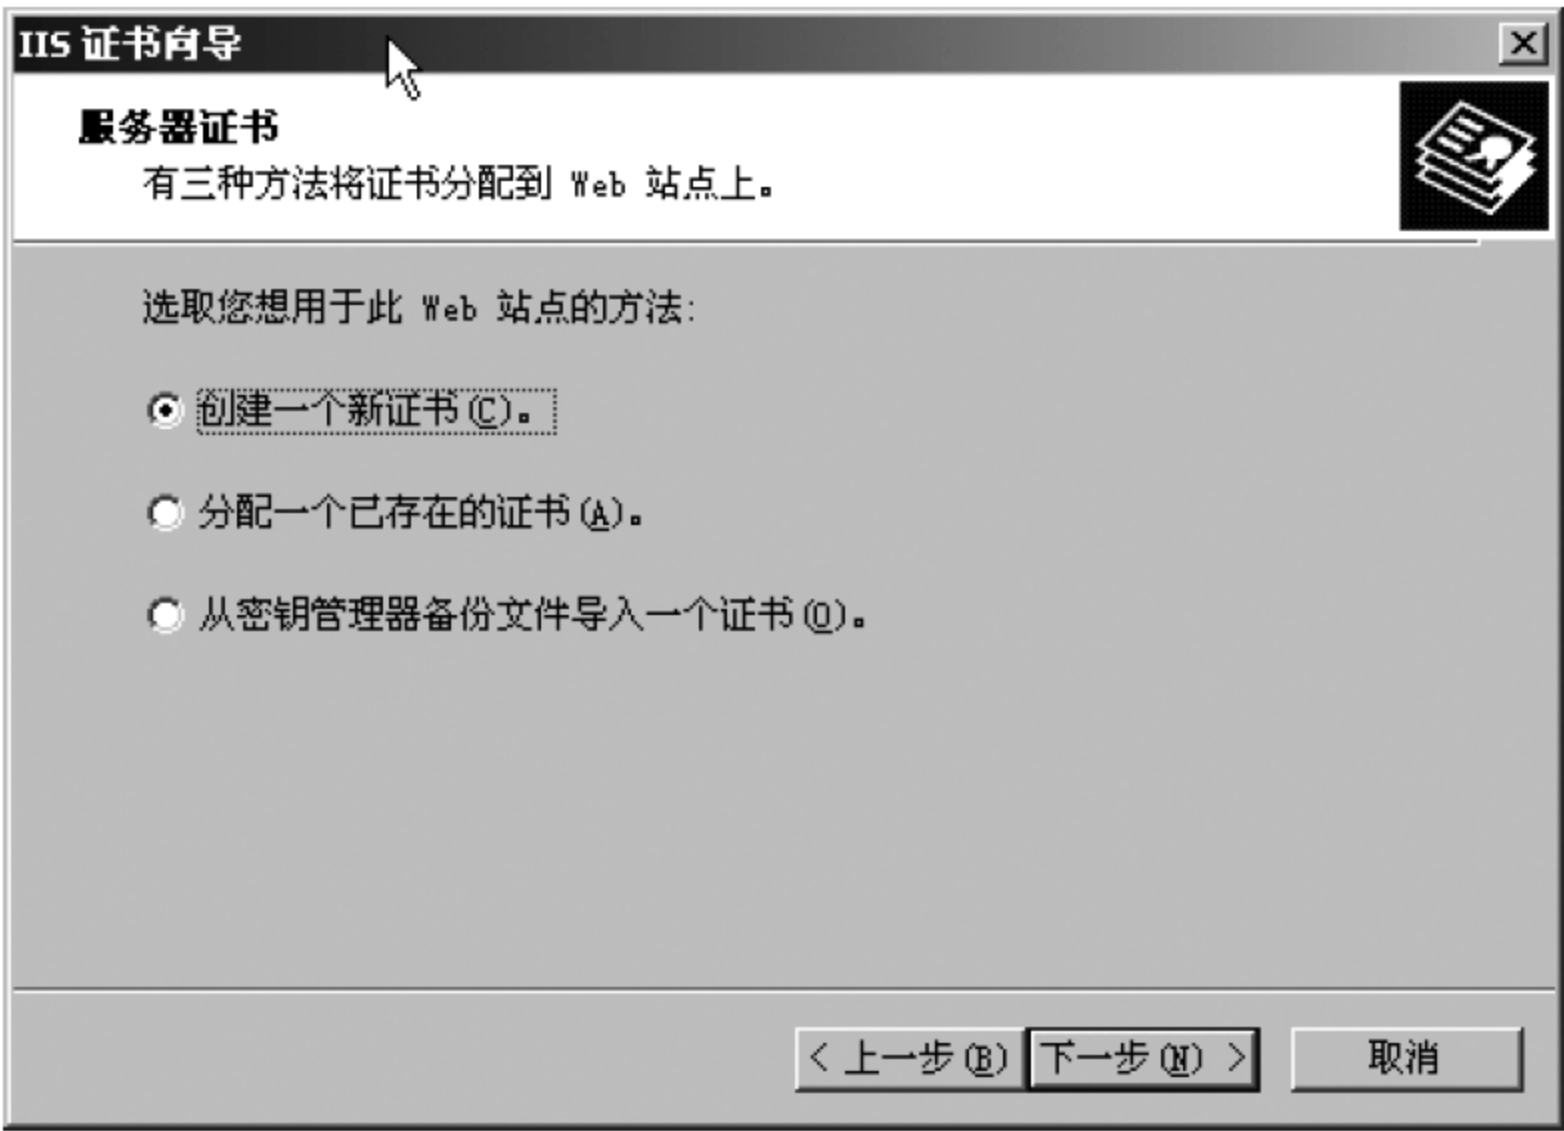 IIS 证书向导
服务器证书
有三种方法将证书分配到 Web 站点上。
选取您想用于此 Web 站点的方法:
创建一个新证书(C)。
分配一个已存在的证书(A)。
从密钥管理器备份文件导入一个证书(O)。
< 上一步(B) 下一步(N) > 取消